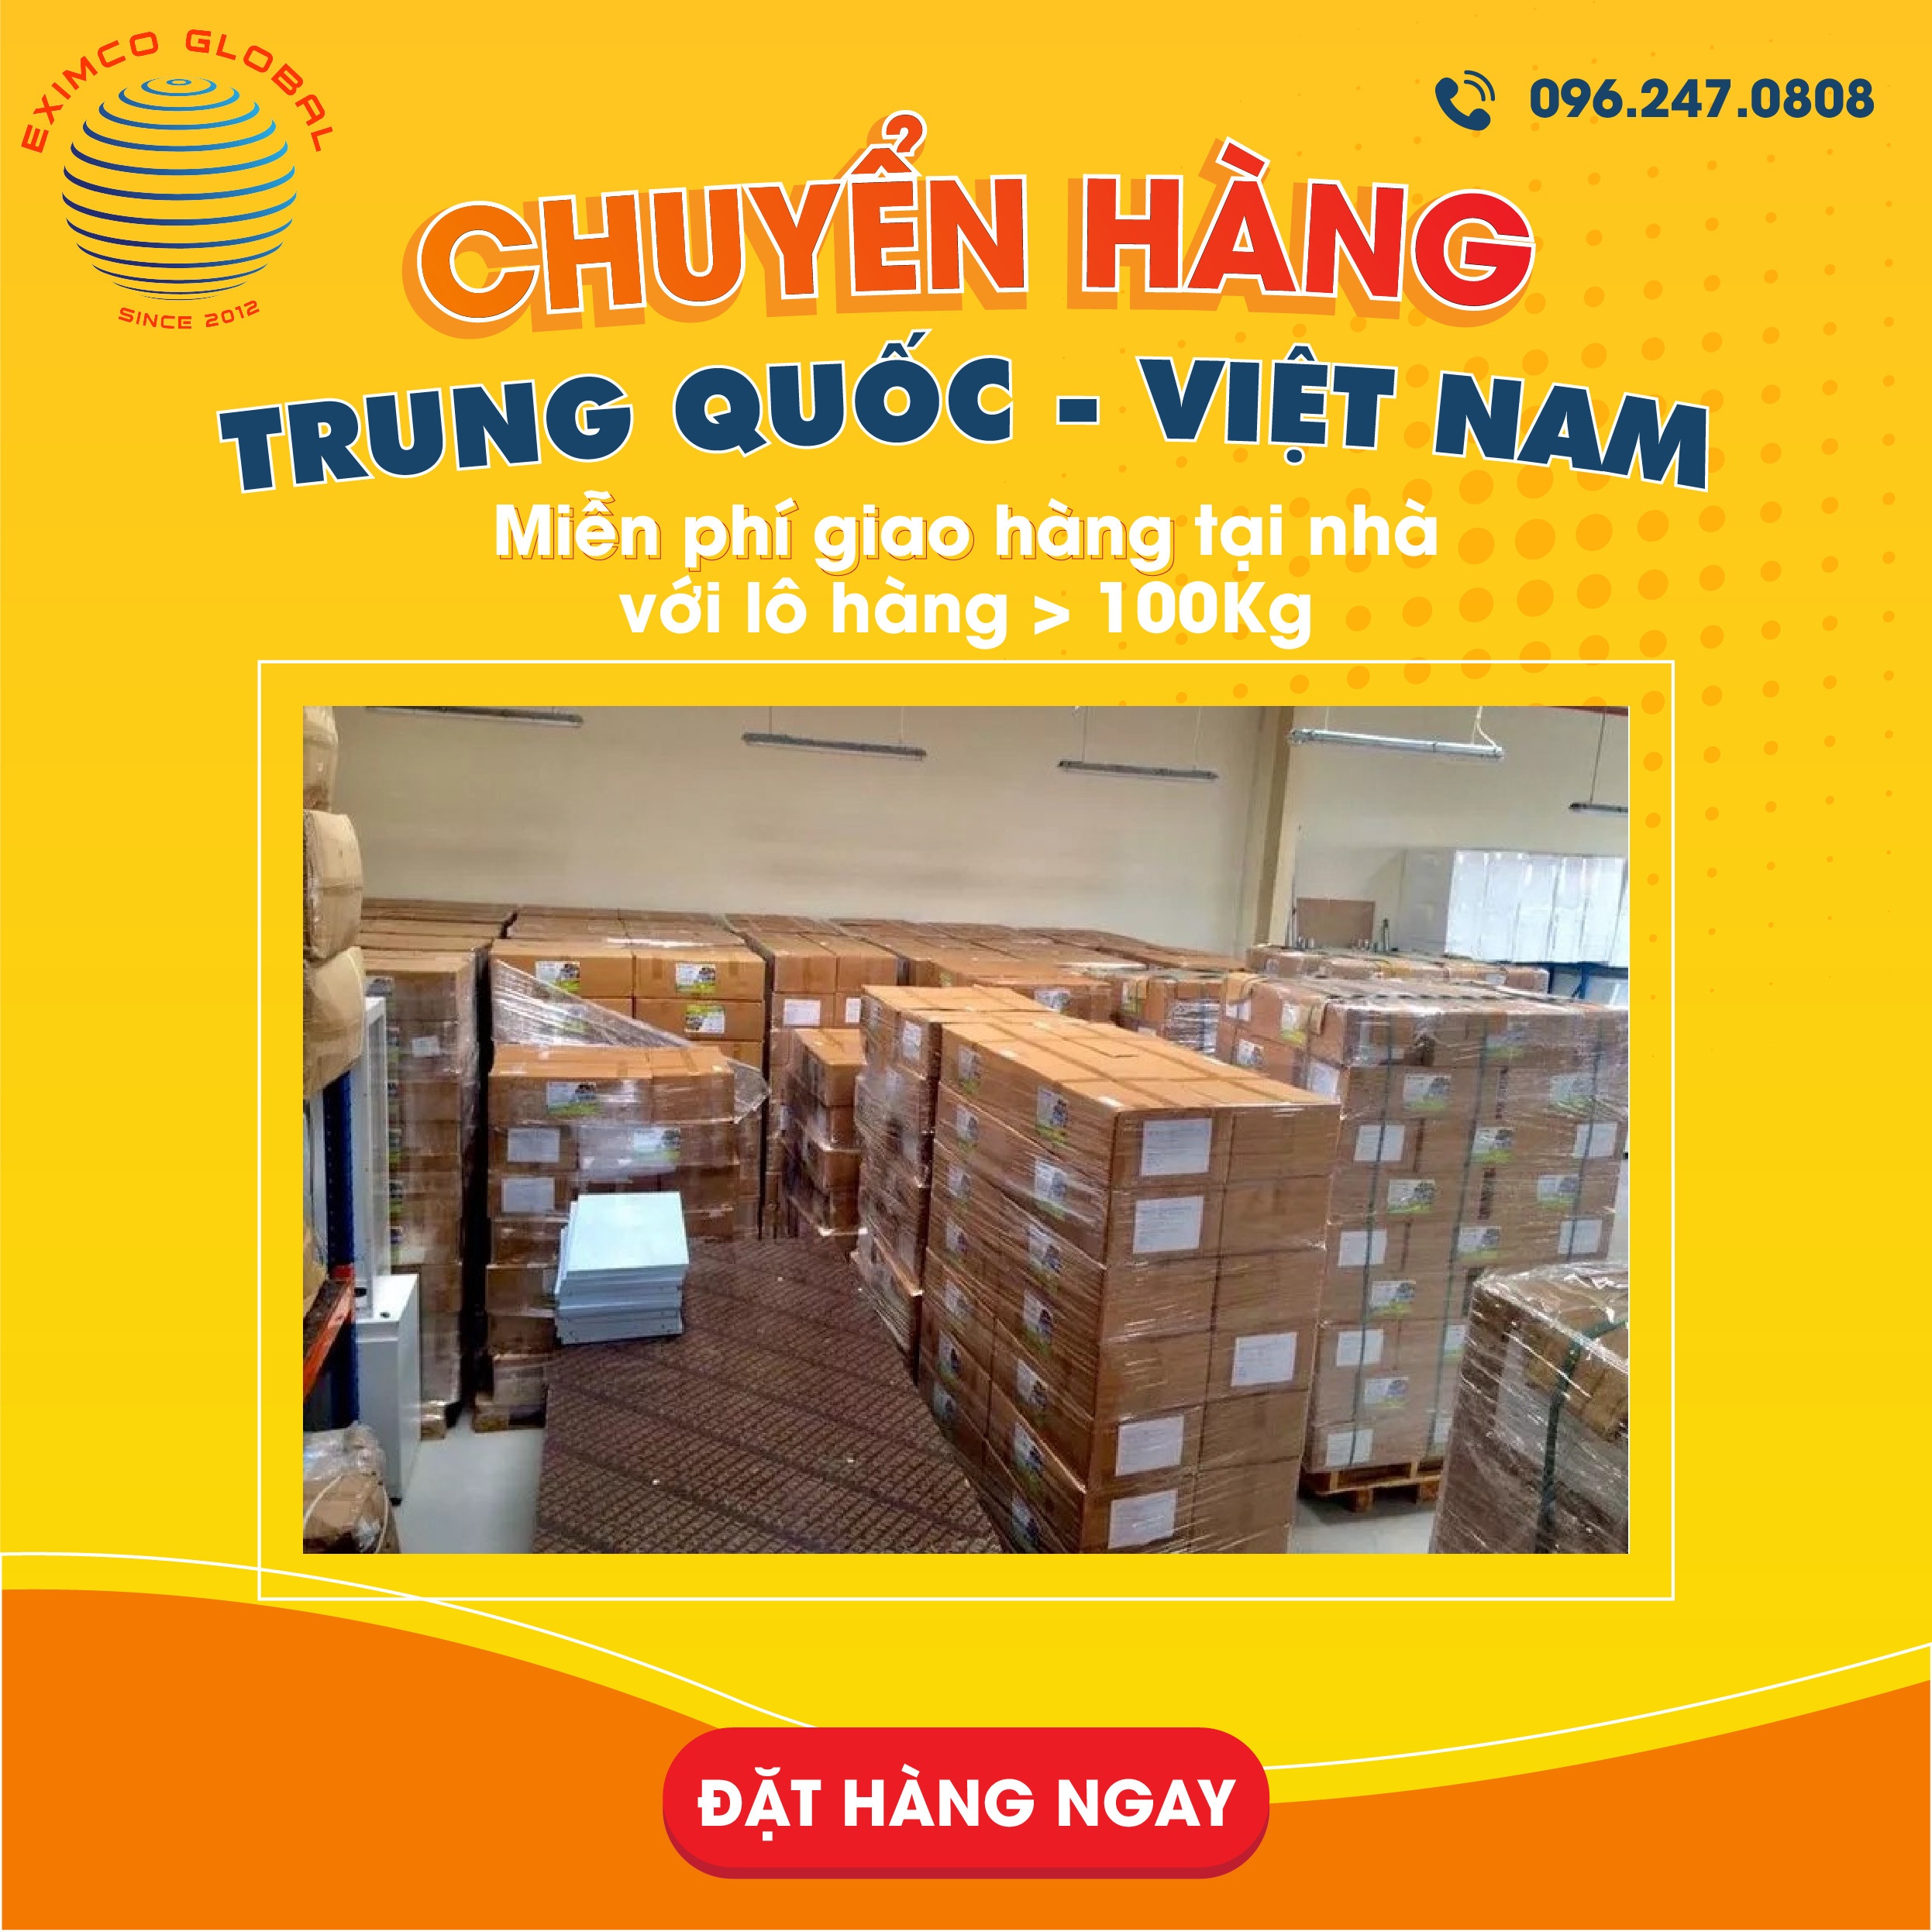 EXIMCO GLOBAL
SINCE 2012
096.247.0808
CHUYỂN HÀNG
TRUNG QUỐC - VIỆT NAM
Miễn phí giao hàng tại nhà
với lô hàng > 100Kg
ĐẶT HÀNG NGAY